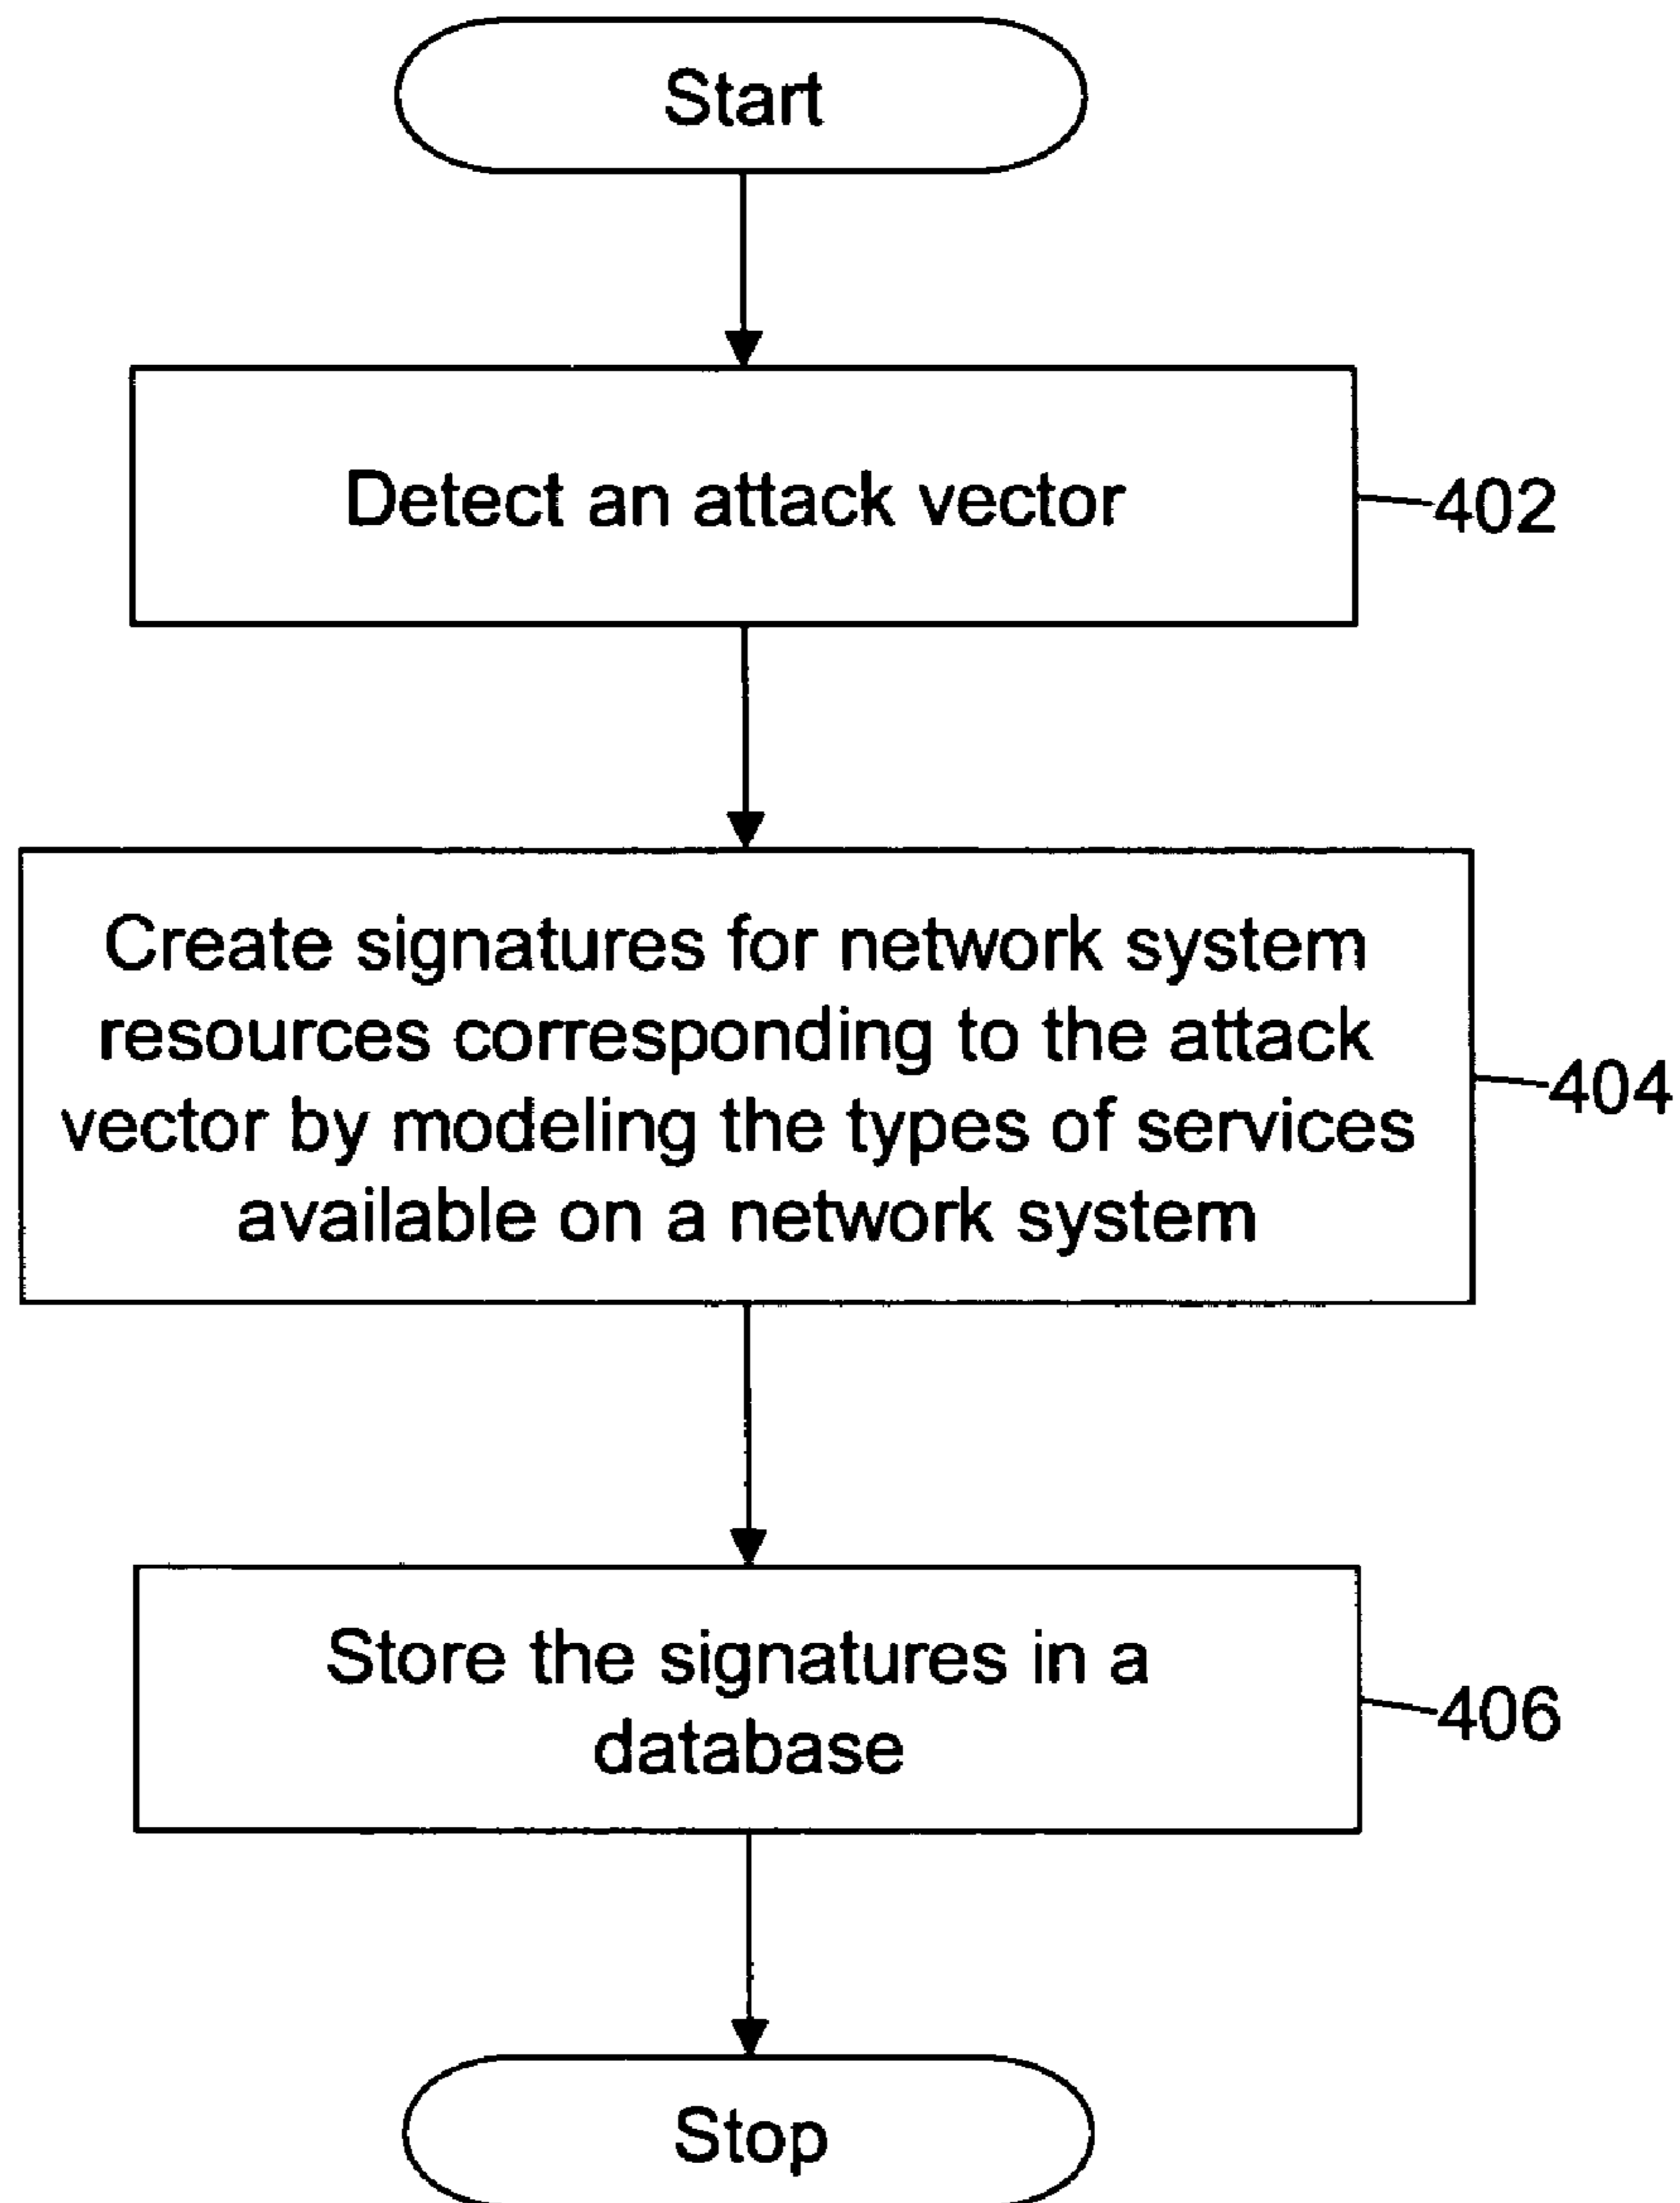 Start
Detect an attack vector
402
Create signatures for network system
resources corresponding to the attack
vector by modeling the types of services
available on a network system
404
Store the signatures in a
database
406
Stop